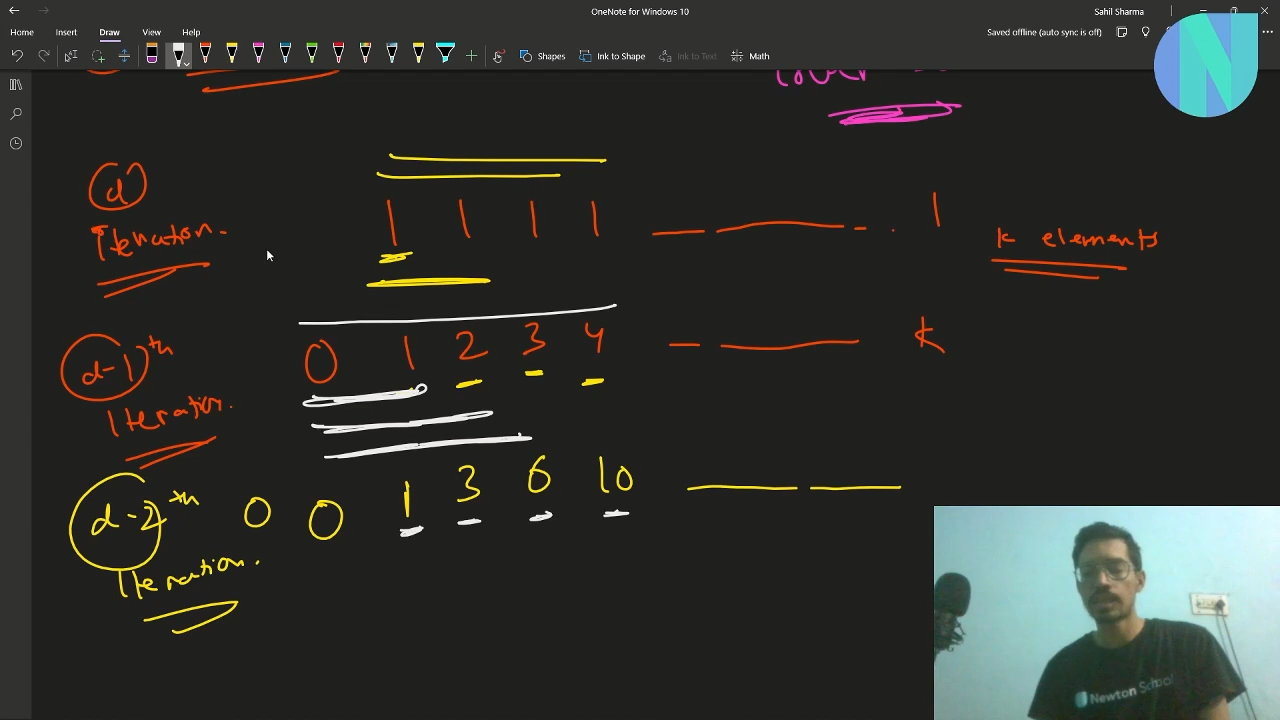 OneNote for Windows 10
Sahil Sharma
Home Insert Draw View Help
Saved offline (auto sync is off)
Shapes Ink to Shape Ink to Text Math
d
Iteration.
1 1 1 1 1
k elements
d-1 th
Iteration.
0 1 2 3 4 k
d-2 th
Iteration.
0 0 1 3 6 10
Newton School